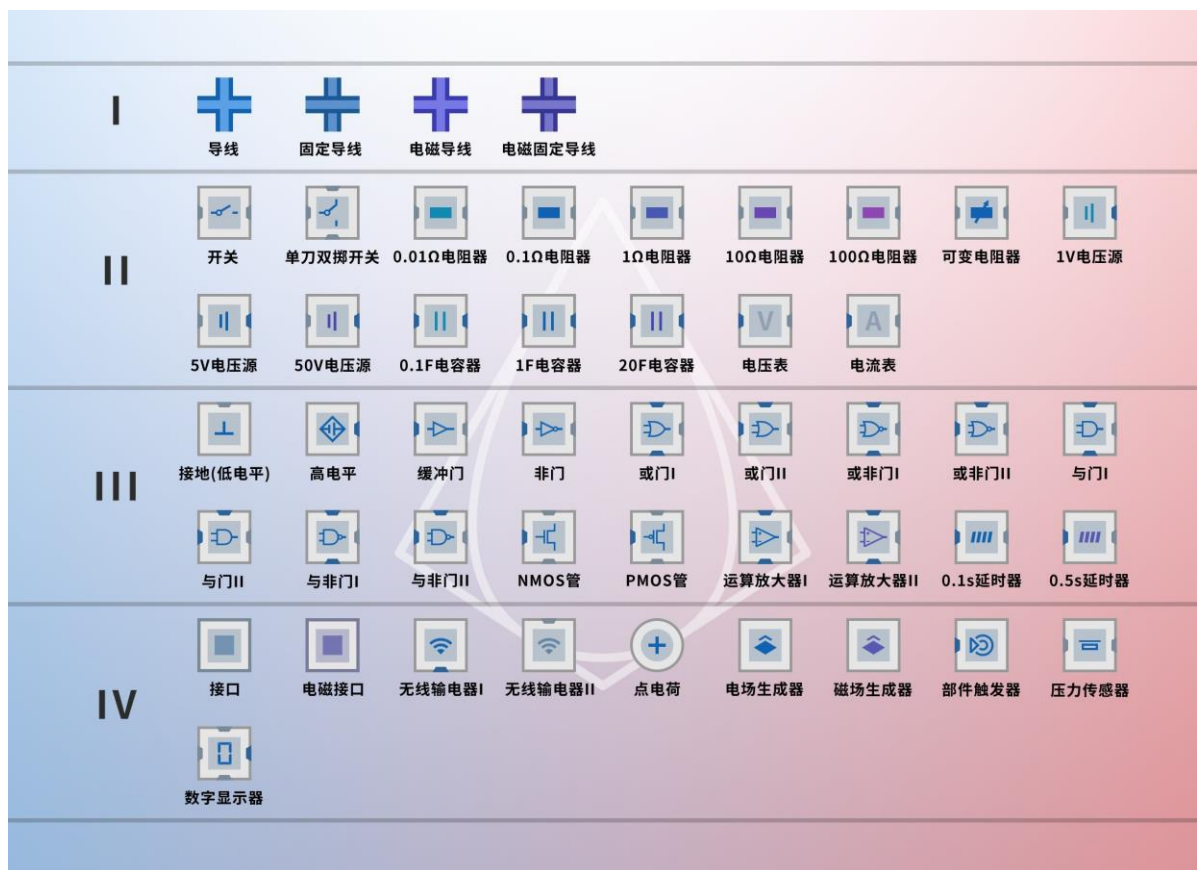 I
导线 固定导线 电磁导线 电磁固定导线
II
开关 单刀双掷开关 0.01Ω电阻器 0.1Ω电阻器 1Ω电阻器 10Ω电阻器 100Ω电阻器 可变电阻器 1V电压源
V A
5V电压源 50V电压源 0.1F电容器 1F电容器 20F电容器 电压表 电流表
III
接地(低电平) 高电平 缓冲门 非门 或门I 或门II 或非门I 或非门II 与门I
与门II 与非门I 与非门II NMOS管 PMOS管 运算放大器I 运算放大器II 0.1s延时器 0.5s延时器
IV
接口 电磁接口 无线输电器I 无线输电器II 点电荷 电场生成器 磁场生成器 部件触发器 压力传感器
0
数字显示器